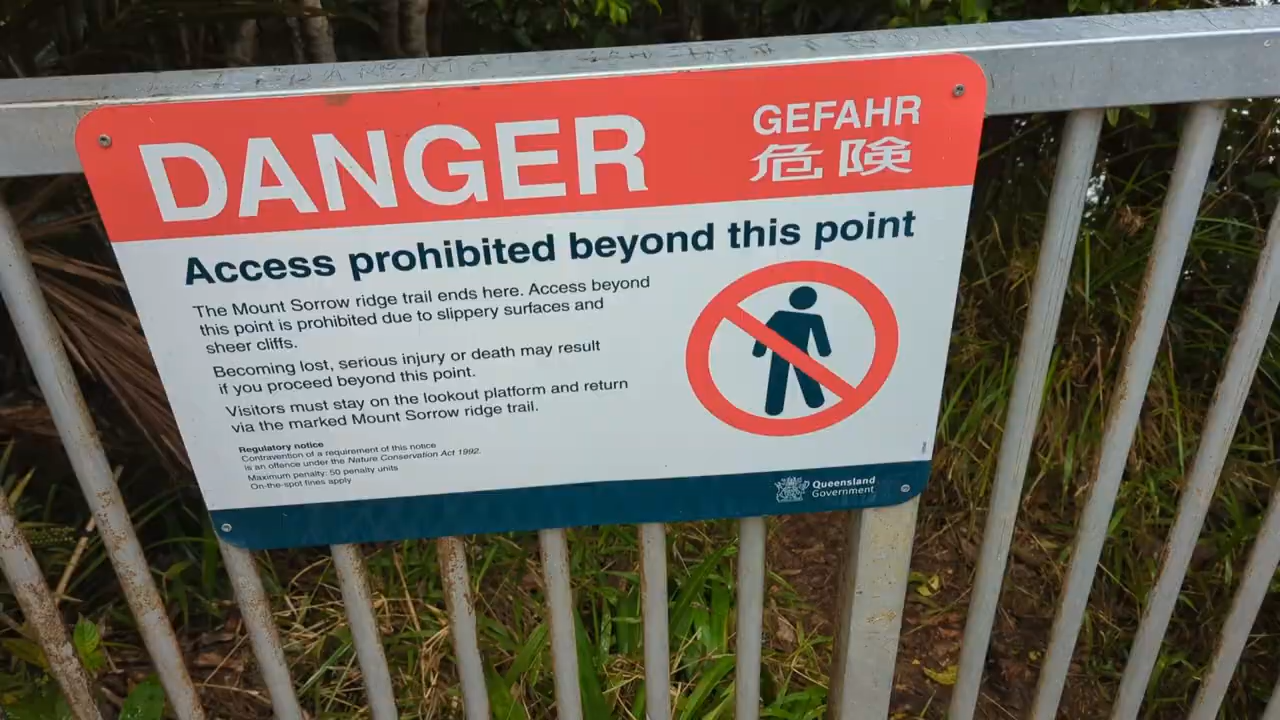 DANGER
GEFAHR
危険
Access prohibited beyond this point
The Mount Sorrow ridge trail ends here. Access beyond
this point is prohibited due to slippery surfaces and
sheer cliffs.
Becoming lost, serious injury or death may result
if you proceed beyond this point.
Visitors must stay on the lookout platform and return
via the marked Mount Sorrow ridge trail.
Regulatory notice
Contravention of a requirement of this notice
is an offence under the Nature Conservation Act 1992.
Maximum penalty: 50 penalty units
On-the-spot fines apply
Queensland
Government